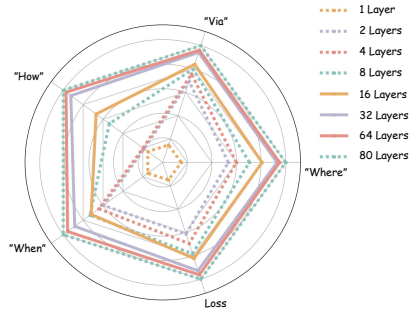 1 Layer
2 Layers
4 Layers
8 Layers
16 Layers
32 Layers
64 Layers
80 Layers
"Via"
"How"
"Where"
"When"
Loss